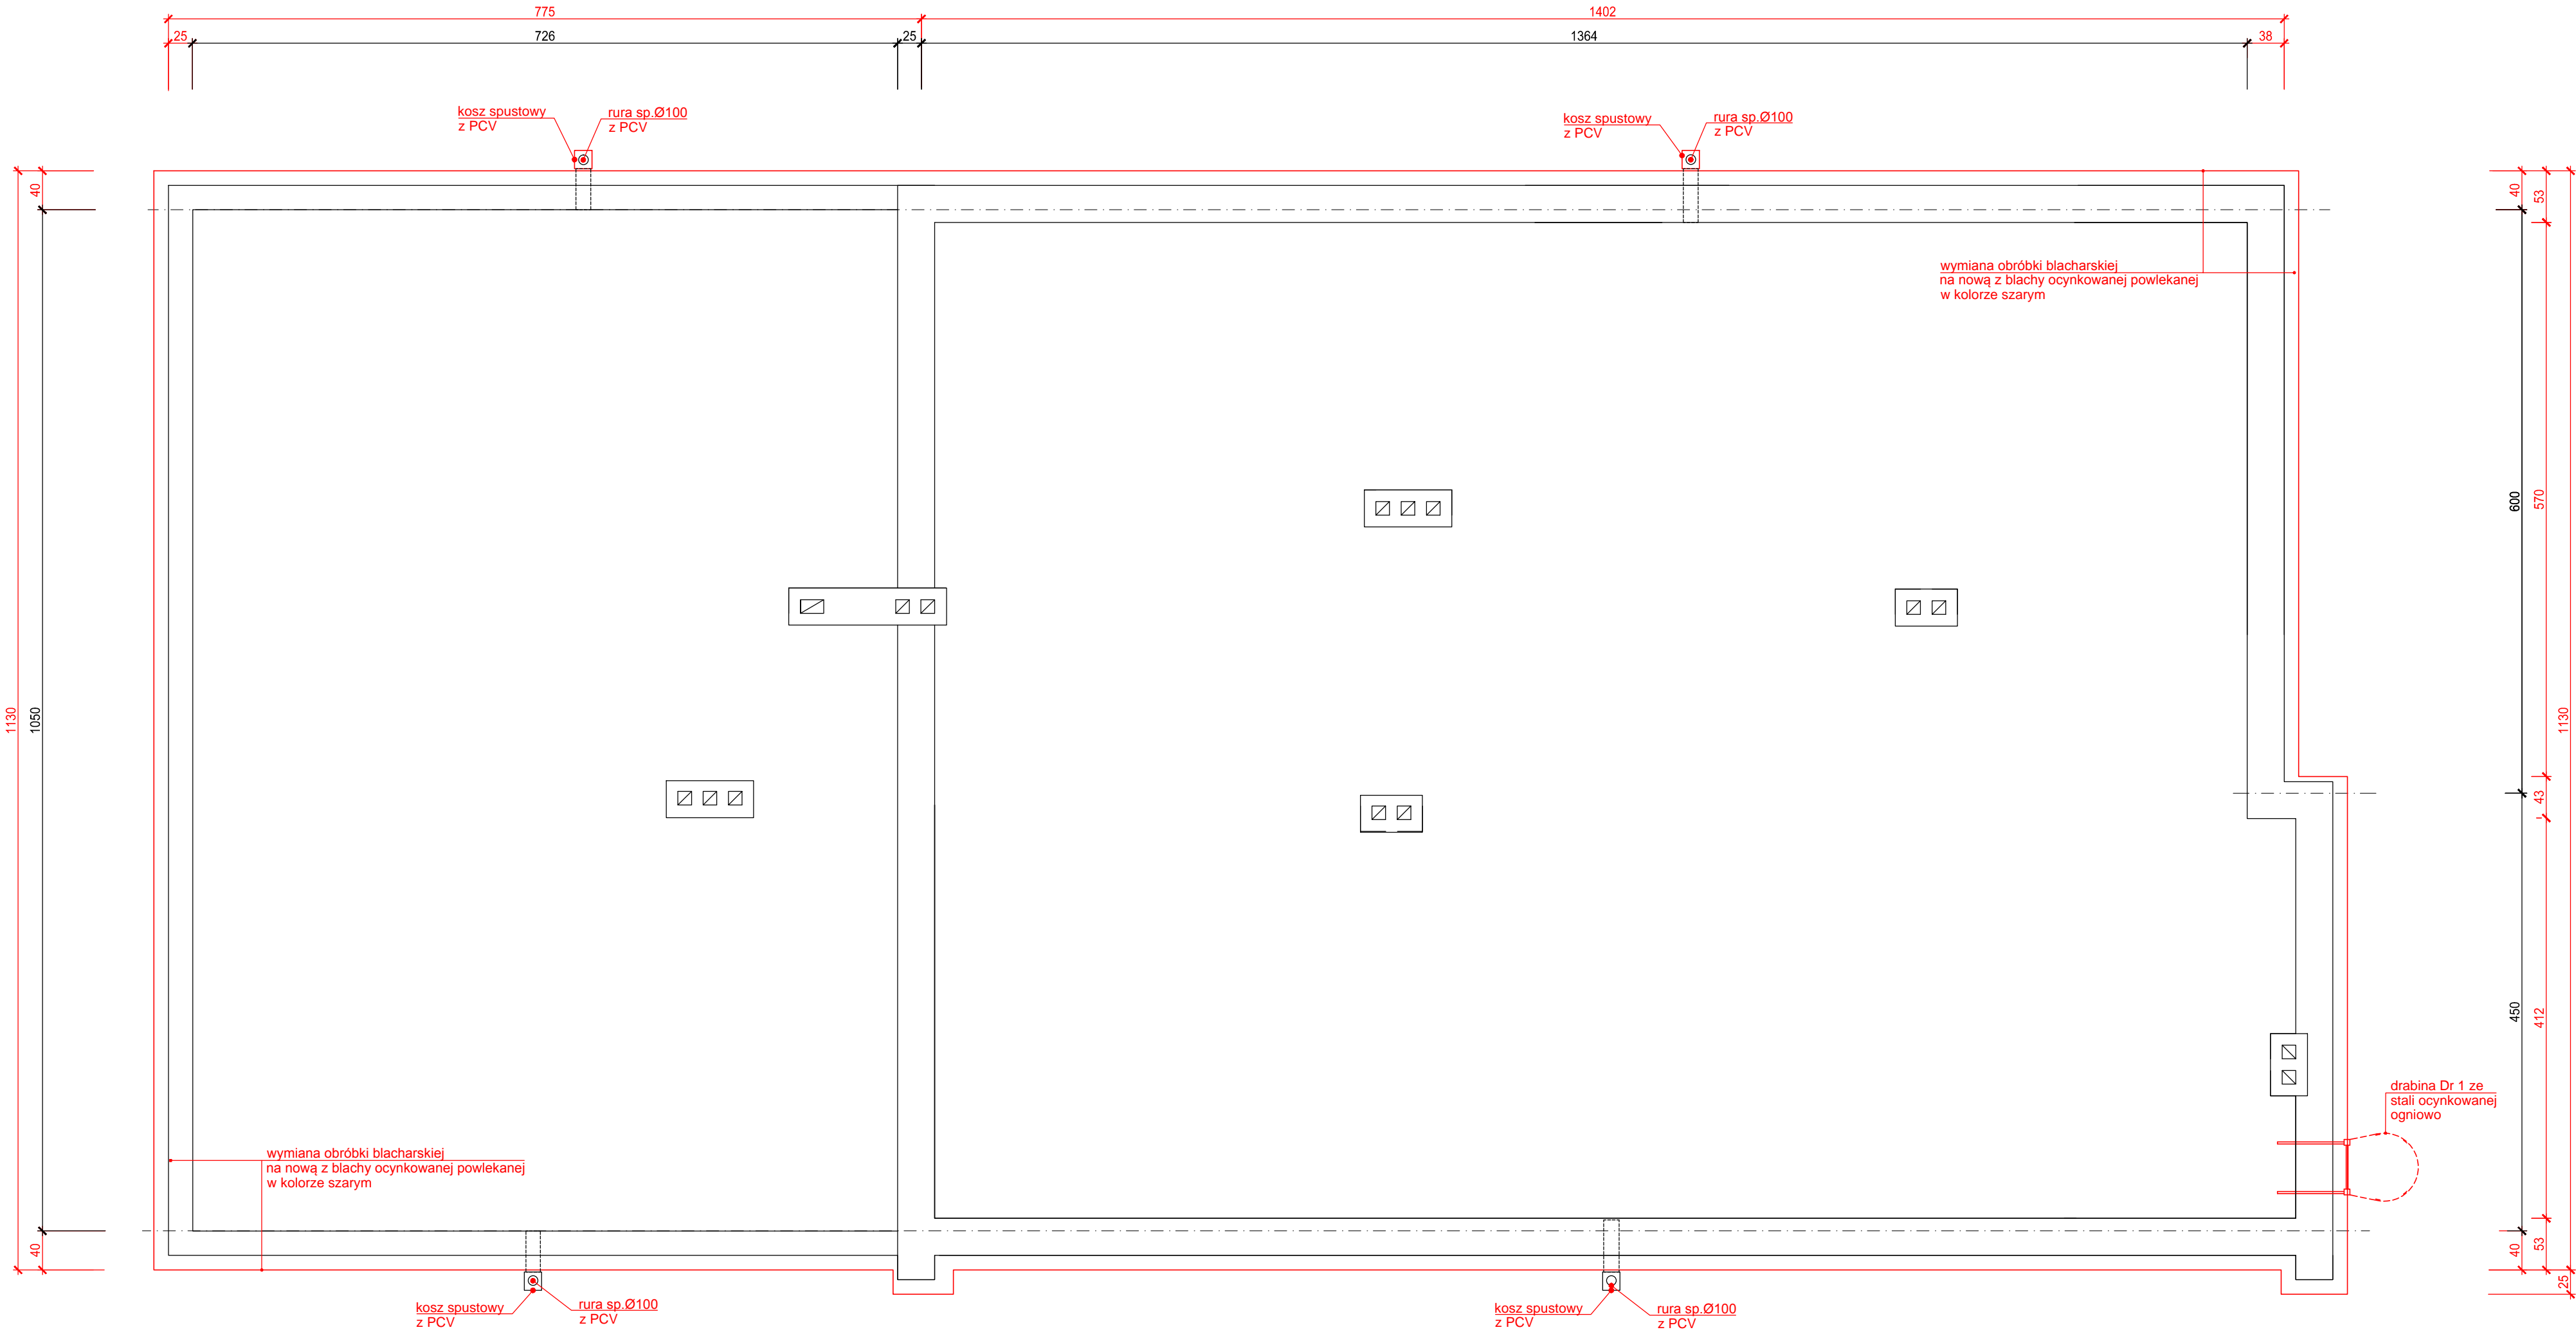 775
1402
25
726
25
1364
38
kosz spustowy
z PCV
rura sp.Ø100
z PCV
kosz spustowy
z PCV
rura sp.Ø100
z PCV
40
40
53
wymiana obróbki blacharskiej
na nową z blachy ocynkowanej powlekanej
w kolorze szarym
600
570
1130
1050
1130
43
450
412
drabina Dr 1 ze
stali ocynkowanej
ogniowo
wymiana obróbki blacharskiej
na nową z blachy ocynkowanej powlekanej
w kolorze szarym
40
40
53
25
kosz spustowy
z PCV
rura sp.Ø100
z PCV
kosz spustowy
z PCV
rura sp.Ø100
z PCV